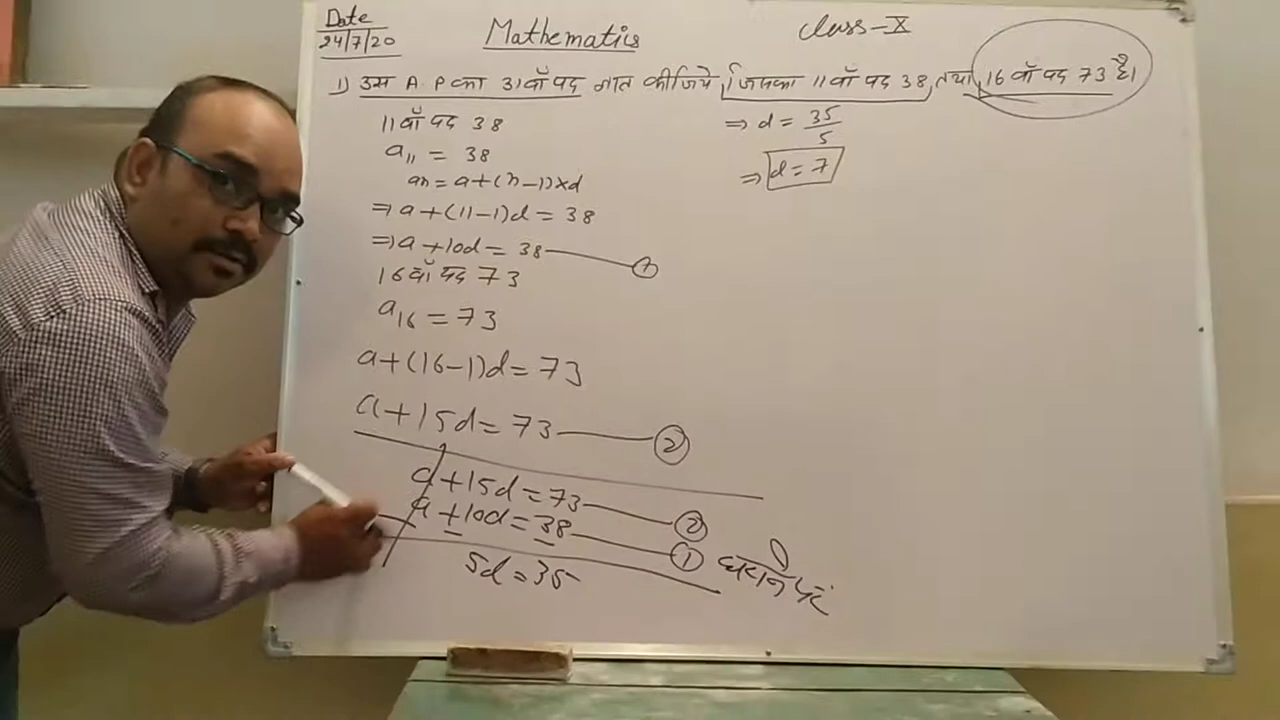 Date
24/7/20
Mathematics
Class-X
1) उस A.P का 31वाँ पद ज्ञात कीजिये, जिसका 11वाँ पद 38, तथा 16वाँ पद 73 है।
11वाँ पद 38
a₁₁ = 38
an = a+(n-1)×d
⇒ a+(11-1)d = 38
⇒ a+10d = 38 — ①
16वाँ पद 73
a₁₆ = 73
a+(16-1)d = 73
a+15d = 73 — ②
a+15d = 73 — ②
a+10d = 38 — ①
घटाने पर
5d = 35
⇒ d = 35/5
⇒ d = 7